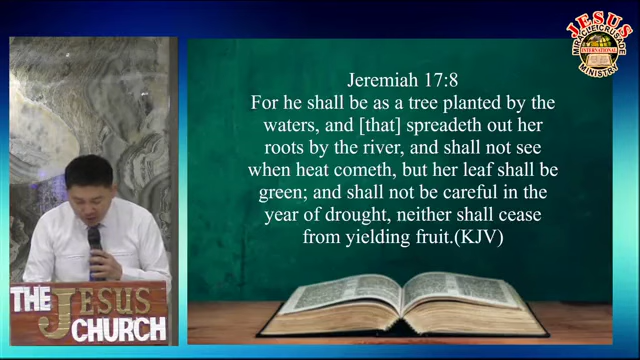 Jeremiah 17:8
For he shall be as a tree planted by the
waters, and [that] spreadeth out her
roots by the river, and shall not see
when heat cometh, but her leaf shall be
green; and shall not be careful in the
year of drought, neither shall cease
from yielding fruit.(KJV)
THE JESUS
CHURCH
JESUS
MIRACLE CRUSADE
INTERNATIONAL
MINISTRY